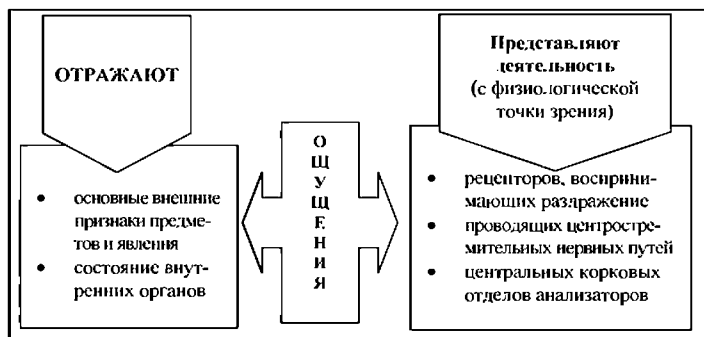 ОТРАЖАЮТ
основные внешние
признаки предме-
тов и явления
состояние внут-
ренних органов
ОЩУЩЕНИЯ
Представляют
деятельность
(с физиологической
точки зрения)
рецепторов, восприни-
мающих раздражение
проводящих центростре-
мительных нервных путей
центральных корковых
отделов анализаторов